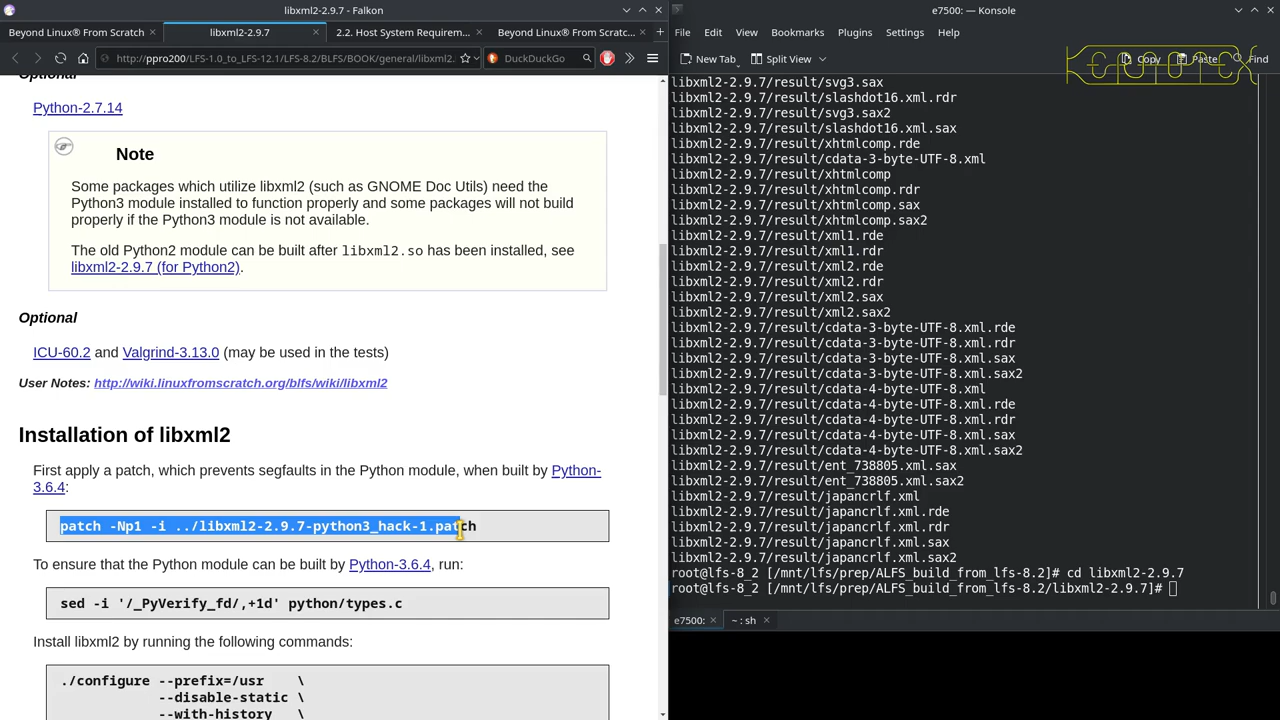 libxml2-2.9.7 - Falkon
Beyond Linux® From Scratch
libxml2-2.9.7
2.2. Host System Requirem...
Beyond Linux® From Scratc...
http://ppro200/LFS-1.0_to_LFS-12.1/LFS-8.2/BLFS/BOOK/general/libxml2.
DuckDuckGo
Optional
Python-2.7.14
Note
Some packages which utilize libxml2 (such as GNOME Doc Utils) need the
Python3 module installed to function properly and some packages will not build
properly if the Python3 module is not available.
The old Python2 module can be built after libxml2.so has been installed, see
libxml2-2.9.7 (for Python2).
Optional
ICU-60.2 and Valgrind-3.13.0 (may be used in the tests)
User Notes: http://wiki.linuxfromscratch.org/blfs/wiki/libxml2
Installation of libxml2
First apply a patch, which prevents segfaults in the Python module, when built by Python-
3.6.4:
patch -Np1 -i ../libxml2-2.9.7-python3_hack-1.patch
To ensure that the Python module can be built by Python-3.6.4, run:
sed -i '/_PyVerify_fd/,+1d' python/types.c
Install libxml2 by running the following commands:
./configure --prefix=/usr \
--disable-static \
--with-history \
e7500: — Konsole
File Edit View Bookmarks Plugins Settings Help
New Tab Split View Copy Paste Find
libxml2-2.9.7/result/svg3.sax
libxml2-2.9.7/result/slashdot16.xml.rdr
libxml2-2.9.7/result/svg3.sax2
libxml2-2.9.7/result/slashdot16.xml.sax
libxml2-2.9.7/result/xhtmlcomp.rde
libxml2-2.9.7/result/cdata-3-byte-UTF-8.xml
libxml2-2.9.7/result/xhtmlcomp
libxml2-2.9.7/result/xhtmlcomp.rdr
libxml2-2.9.7/result/xhtmlcomp.sax
libxml2-2.9.7/result/xhtmlcomp.sax2
libxml2-2.9.7/result/xml1.rde
libxml2-2.9.7/result/xml1.rdr
libxml2-2.9.7/result/xml2.rde
libxml2-2.9.7/result/xml2.rdr
libxml2-2.9.7/result/xml2.sax
libxml2-2.9.7/result/xml2.sax2
libxml2-2.9.7/result/cdata-3-byte-UTF-8.xml.rde
libxml2-2.9.7/result/cdata-3-byte-UTF-8.xml.rdr
libxml2-2.9.7/result/cdata-3-byte-UTF-8.xml.sax
libxml2-2.9.7/result/cdata-3-byte-UTF-8.xml.sax2
libxml2-2.9.7/result/cdata-4-byte-UTF-8.xml
libxml2-2.9.7/result/cdata-4-byte-UTF-8.xml.rde
libxml2-2.9.7/result/cdata-4-byte-UTF-8.xml.rdr
libxml2-2.9.7/result/cdata-4-byte-UTF-8.xml.sax
libxml2-2.9.7/result/cdata-4-byte-UTF-8.xml.sax2
libxml2-2.9.7/result/ent_738805.xml.sax
libxml2-2.9.7/result/ent_738805.xml.sax2
libxml2-2.9.7/result/japancrlf.xml
libxml2-2.9.7/result/japancrlf.xml.rde
libxml2-2.9.7/result/japancrlf.xml.rdr
libxml2-2.9.7/result/japancrlf.xml.sax
libxml2-2.9.7/result/japancrlf.xml.sax2
root@lfs-8_2 [/mnt/lfs/prep/ALFS_build_from_lfs-8.2]# cd libxml2-2.9.7
root@lfs-8_2 [/mnt/lfs/prep/ALFS_build_from_lfs-8.2/libxml2-2.9.7]#
e7500:
~ : sh